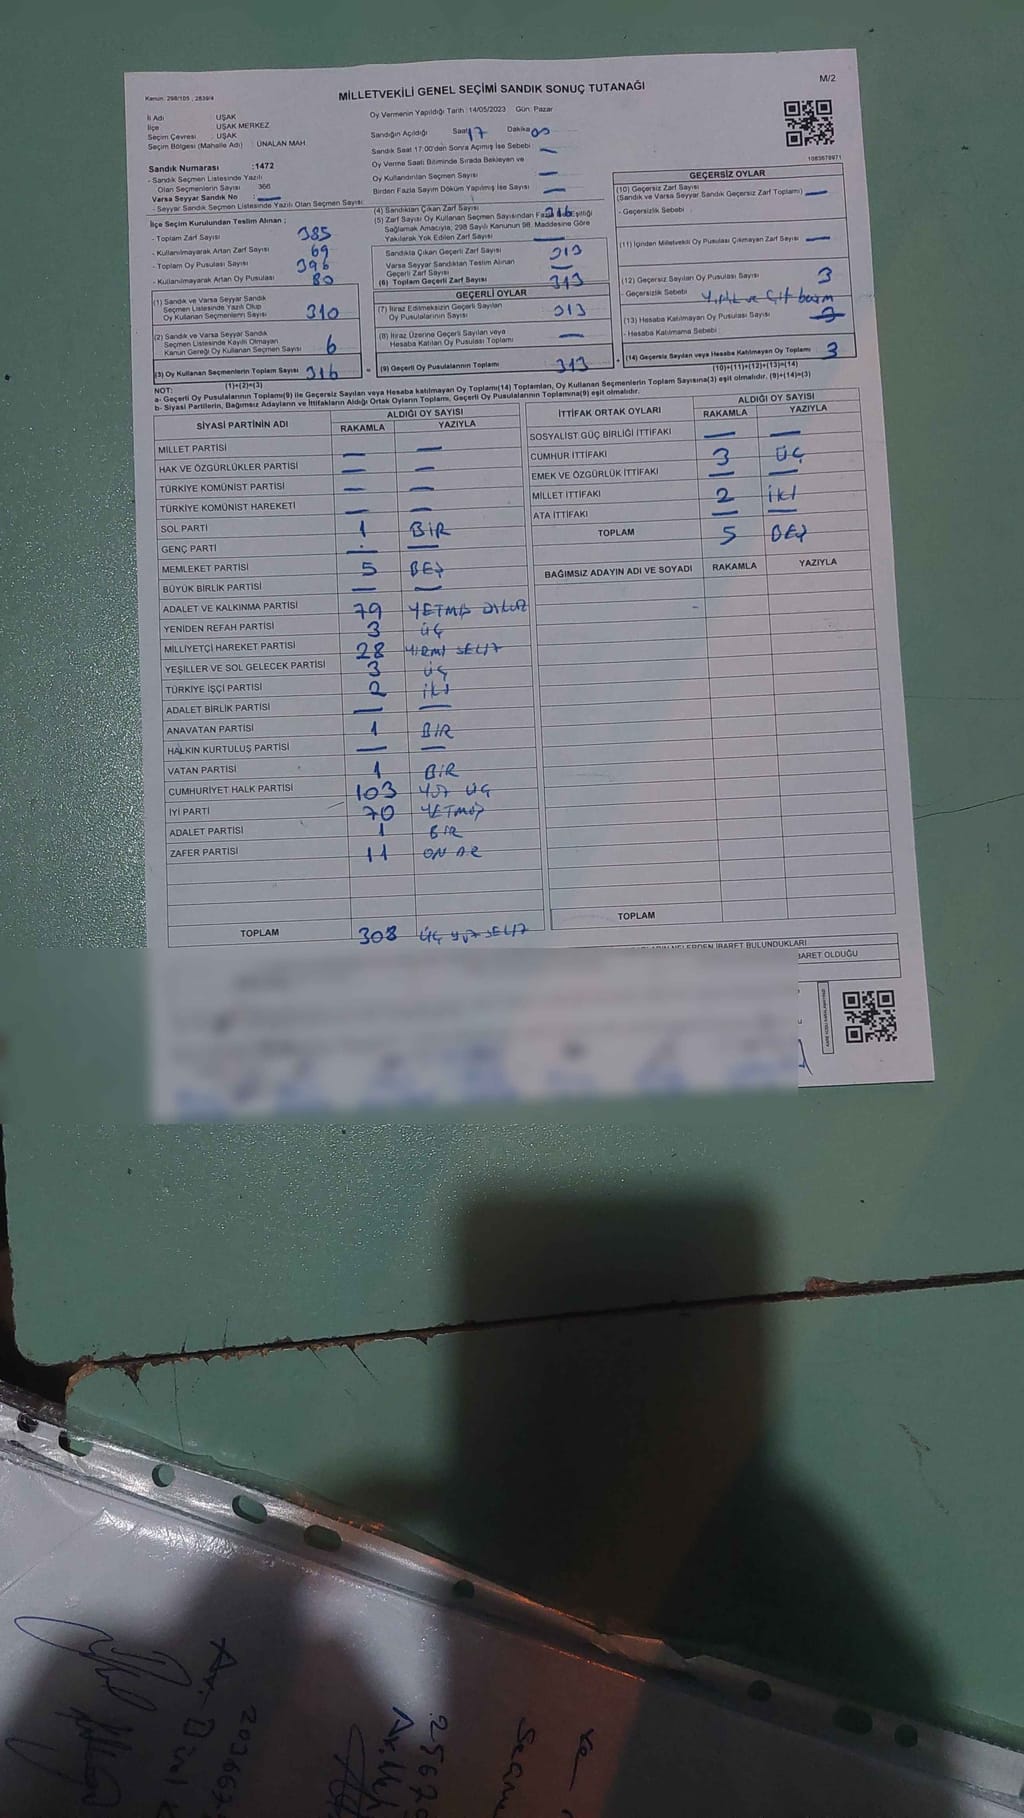 Kanun: 298/105 , 2839/4
MİLLETVEKİLİ GENEL SEÇİMİ SANDIK SONUÇ TUTANAĞI
M/2
İli Adı : UŞAK
İlçe : UŞAK MERKEZ
Seçim Çevresi : UŞAK
Seçim Bölgesi (Mahalle Adı) : ÜNALAN MAH.
Sandık Numarası : 1472
- Sandık Seçmen Listesinde Yazılı
Olan Seçmenlerin Sayısı 366
Varsa Seyyar Sandık No : —
- Seyyar Sandık Seçmen Listesinde Yazılı Olan Seçmen Sayısı:
Oy Vermenin Yapıldığı Tarih :14/05/2023 Gün: Pazar
Sandığın Açıldığı Saat 17 Dakika 00
Sandık Saat 17:00'den Sonra Açımış İse Sebebi —
Oy Verme Saati Bitiminde Sırada Bekleyen ve
Oy Kullandırılan Seçmen Sayısı —
Birden Fazla Sayım Döküm Yapılmış İse Sayısı —
1083679971
İlçe Seçim Kurulundan Teslim Alınan ;
- Toplam Zarf Sayısı 385
- Kullanılmayarak Artan Zarf Sayısı 69
- Toplam Oy Pusulası Sayısı 396
- Kullanılmayarak Artan Oy Pusulası 80
(1) Sandık ve Varsa Seyyar Sandık
Seçmen Listesinde Yazılı Olup
Oy Kullanan Seçmenlerin Sayısı 310
(2) Sandık ve Varsa Seyyar Sandık
Seçmen Listesinde Kayıtlı Olmayan
Kanun Gereği Oy Kullanan Seçmen Sayısı 6
(3) Oy Kullanan Seçmenlerin Toplam Sayısı 316
(1)+(2)=(3)
(4) Sandıktan Çıkan Zarf Sayısı 316
(5) Zarf Sayısı Oy Kullanan Seçmen Sayısından Eşitliği
Sağlamak Amacıyla; 298 Sayılı Kanunun 98. Maddesine Göre
Yakılarak Yok Edilen Zarf Sayısı —
Sandıkta Çıkan Geçerli Zarf Sayısı 313
Varsa Seyyar Sandıktan Teslim Alınan
Geçerli Zarf Sayısı —
(6) Toplam Geçerli Zarf Sayısı 313
GEÇERLİ OYLAR
(7) İtiraz Edilmeksizin Geçerli Sayılan
Oy Pusulalarının Sayısı 313
(8) İtiraz Üzerine Geçerli Sayılan veya
Hesaba Katılan Oy Pusulası Toplamı —
= (9) Geçerli Oy Pusulalarının Toplamı 313
GEÇERSİZ OYLAR
(10) Geçersiz Zarf Sayısı
(Sandık ve Varsa Seyyar Sandık Geçersiz Zarf Toplamı) —
- Geçersizlik Sebebi
(11) İçinden Milletvekili Oy Pusulası Çıkmayan Zarf Sayısı —
(12) Geçersiz Sayılan Oy Pusulası Sayısı 3
- Geçersizlik Sebebi ve
(13) Hesaba Katılmayan Oy Pusulası Sayısı 3
- Hesaba Katılmama Sebebi
+ (14) Geçersiz Sayılan veya Hesaba Katılmayan Oy Toplamı 3
(10)+(11)+(12)+(13)=(14)
NOT:
a- Geçerli Oy Pusulalarının Toplamı(9) ile Geçersiz Sayılan veya Hesaba katılmayan Oy Toplamı(14) Toplamları, Oy Kullanan Seçmenlerin Toplam Sayısına(3) eşit olmalıdır. (9)+(14)=(3)
b- Siyasi Partilerin, Bağımsız Adayların ve İttifakların Aldığı Ortak Oyların Toplamı, Geçerli Oy Pusulalarının Toplamına(9) eşit olmalıdır.
SİYASİ PARTİNİN ADI ALDIĞI OY SAYISI
RAKAMLA YAZIYLA
MİLLET PARTİSİ — —
HAK VE ÖZGÜRLÜKLER PARTİSİ — —
TÜRKİYE KOMÜNİST PARTİSİ — —
TÜRKİYE KOMÜNİST HAREKETİ — —
SOL PARTİ 1 BİR
GENÇ PARTİ — —
MEMLEKET PARTİSİ 5 BEŞ
BÜYÜK BİRLİK PARTİSİ — —
ADALET VE KALKINMA PARTİSİ 79 YETMİŞ DOKUZ
YENİDEN REFAH PARTİSİ 3 ÜÇ
MİLLİYETÇİ HAREKET PARTİSİ 28 YİRMİ SEKİZ
YEŞİLLER VE SOL GELECEK PARTİSİ 3 ÜÇ
TÜRKİYE İŞÇİ PARTİSİ 2 İKİ
ADALET BİRLİK PARTİSİ — —
ANAVATAN PARTİSİ 1 BİR
HALKIN KURTULUŞ PARTİSİ — —
VATAN PARTİSİ 1 BİR
CUMHURİYET HALK PARTİSİ 103 YÜZ ÜÇ
İYİ PARTİ 70 YETMİŞ
ADALET PARTİSİ 1 BİR
ZAFER PARTİSİ 11 ON BİR
TOPLAM 308 ÜÇ YÜZ SEKİZ
İTTİFAK ORTAK OYLARI ALDIĞI OY SAYISI
RAKAMLA YAZIYLA
SOSYALİST GÜÇ BİRLİĞİ İTTİFAKI — —
CUMHUR İTTİFAKI 3 ÜÇ
EMEK VE ÖZGÜRLÜK İTTİFAKI — —
MİLLET İTTİFAKI 2 İKİ
ATA İTTİFAKI — —
TOPLAM 5 BEŞ
BAĞIMSIZ ADAYIN ADI VE SOYADI RAKAMLA YAZIYLA
TOPLAM
NELERDEN İBARET BULUNDUKLARI
BARET OLDUĞU